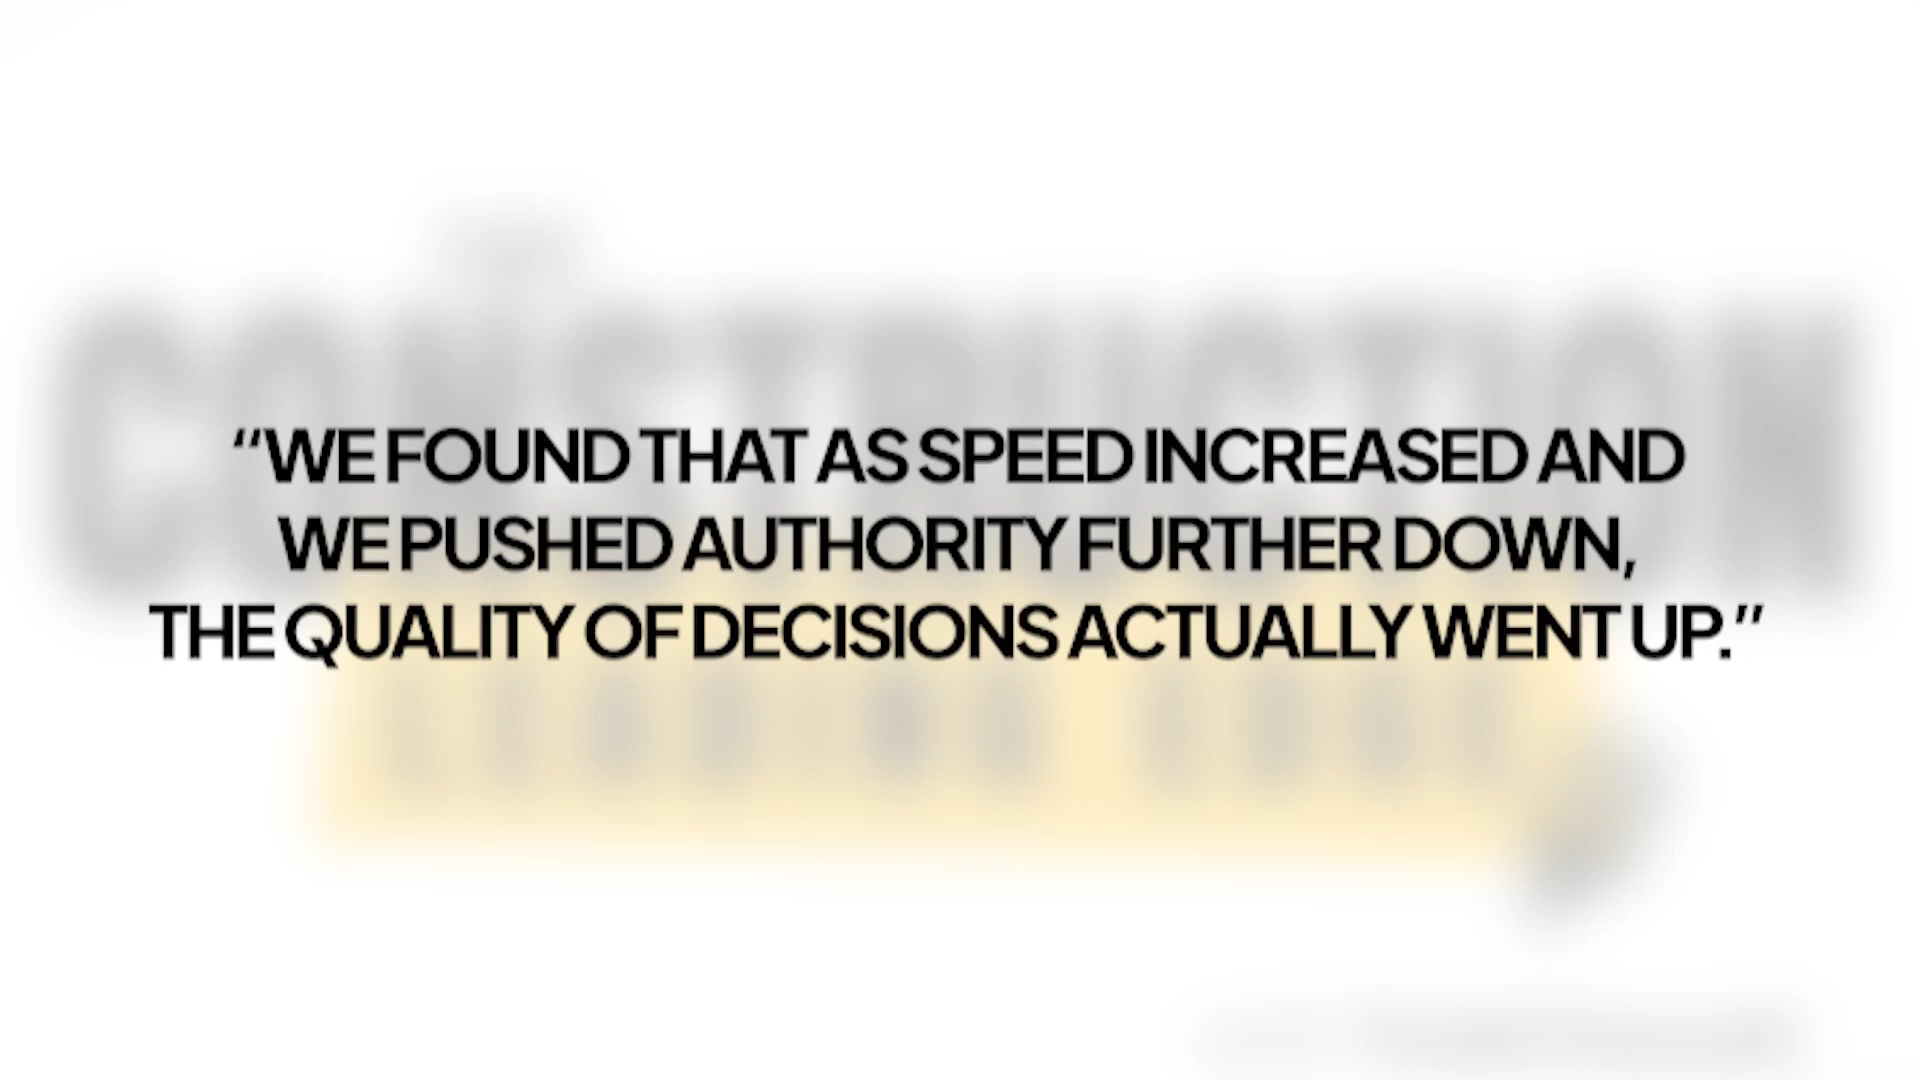 “WE FOUND THAT AS SPEED INCREASED AND
WE PUSHED AUTHORITY FURTHER DOWN,
THE QUALITY OF DECISIONS ACTUALLY WENT UP.”
CONSTRUCTION